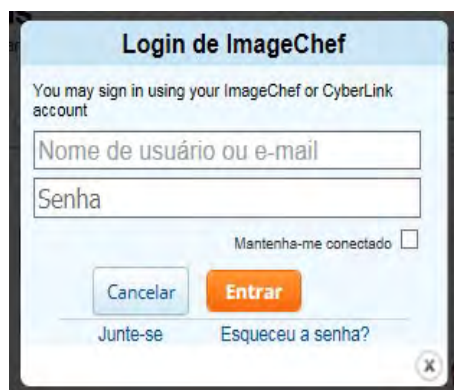 Login de ImageChef
You may sign in using your ImageChef or CyberLink
account
Nome de usuário ou e-mail
Senha
Mantenha-me conectado
Cancelar Entrar
Junte-se Esqueceu a senha?
x